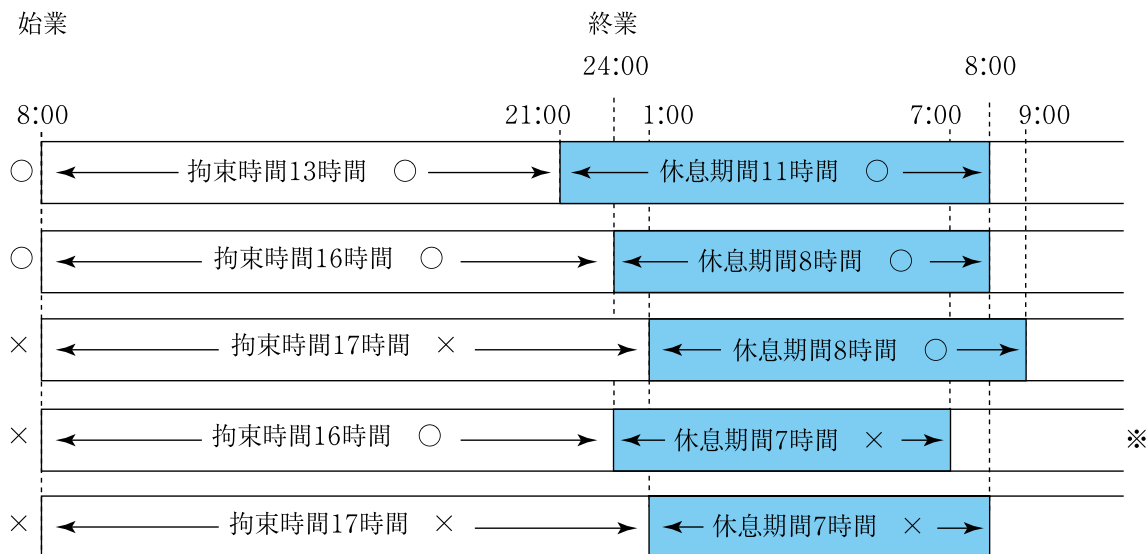 始業 終業
24:00 8:00
8:00 21:00 1:00 7:00 9:00
○ 拘束時間13時間 ○ 休息期間11時間 ○
○ 拘束時間16時間 ○ 休息期間8時間 ○
× 拘束時間17時間 × 休息期間8時間 ○
× 拘束時間16時間 ○ 休息期間7時間 × ※
× 拘束時間17時間 × 休息期間7時間 ×